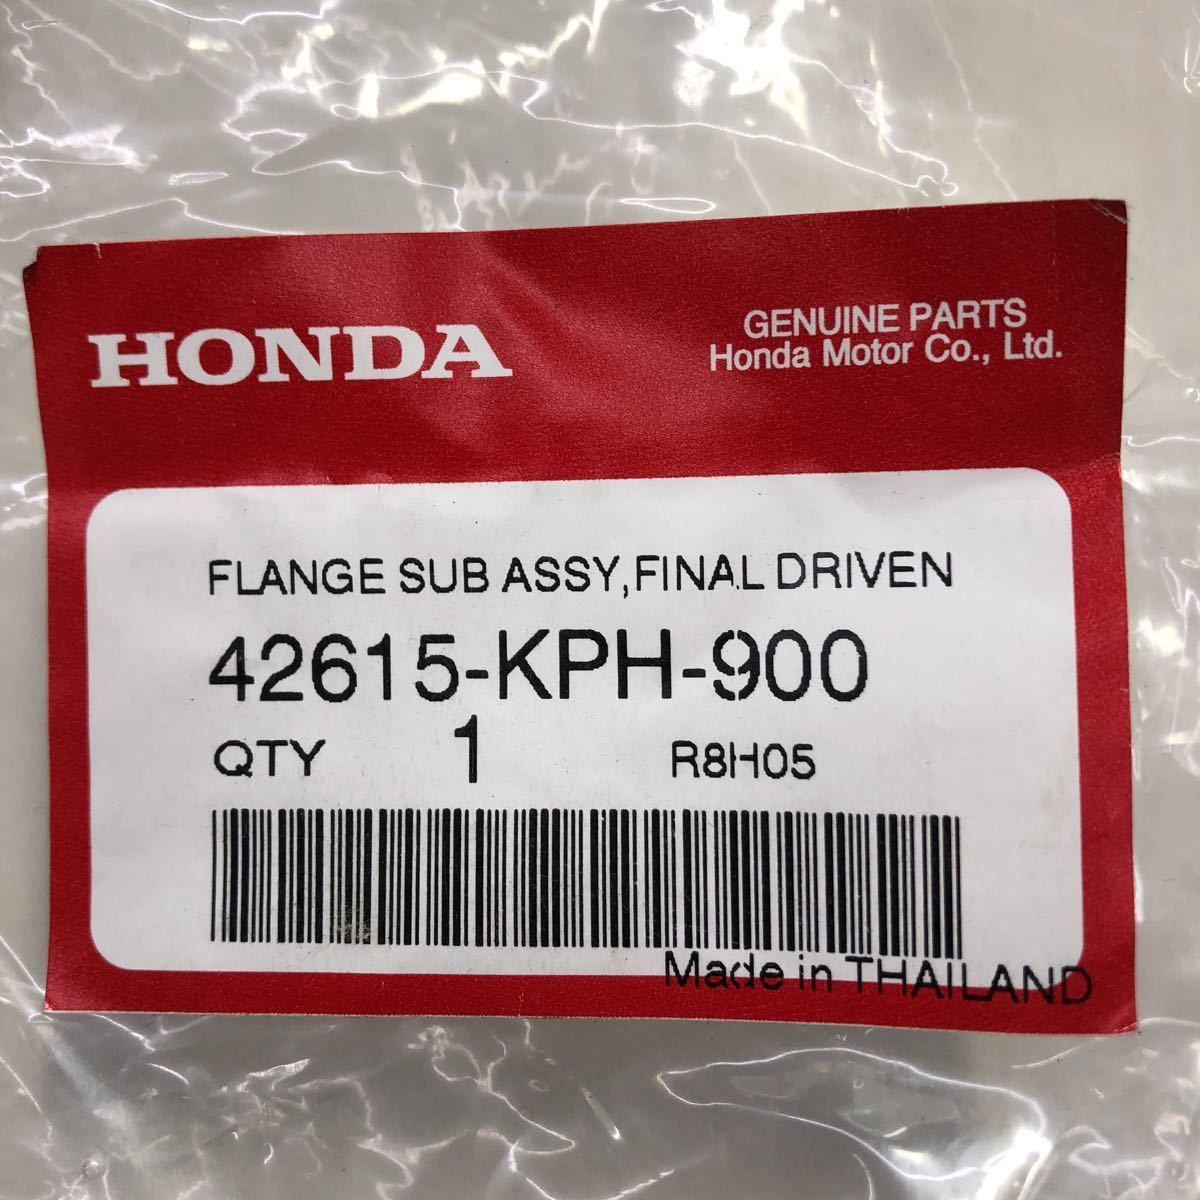 HONDA
GENUINE PARTS
Honda Motor Co., Ltd.
FLANGE SUB ASSY,FINAL DRIVEN
42615-KPH-900
QTY 1 R8H05
Made in THAILAND